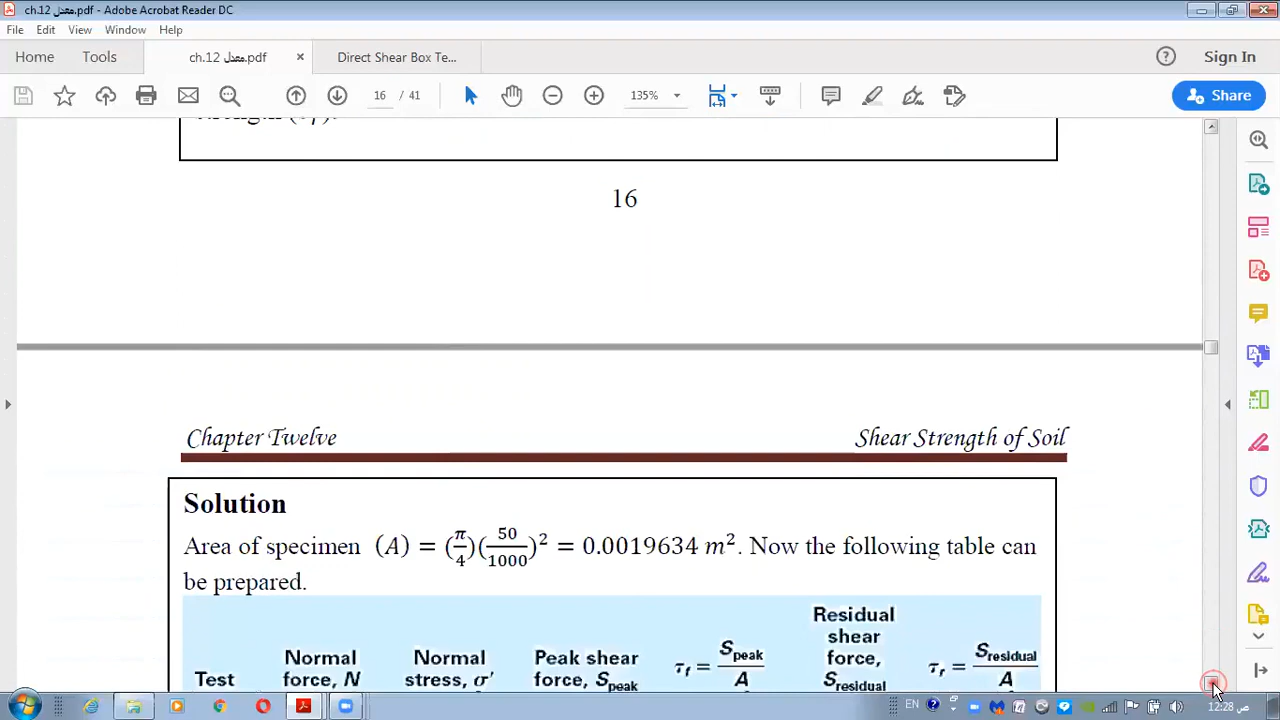 ch.12 معدل.pdf - Adobe Acrobat Reader DC
File Edit View Window Help
Home Tools ch.12 معدل.pdf × Direct Shear Box Te... Sign In
16 / 41 135% Share
16
Chapter Twelve Shear Strength of Soil
Solution
Area of specimen (A) = (π/4)(50/1000)² = 0.0019634 m². Now the following table can
be prepared.
Test
Normal
force, N
Normal
stress, σ′
Peak shear
force, S_peak
τ_f = S_peak / A
Residual
shear
force,
S_residual
τ_r = S_residual / A
EN 12:28 ص